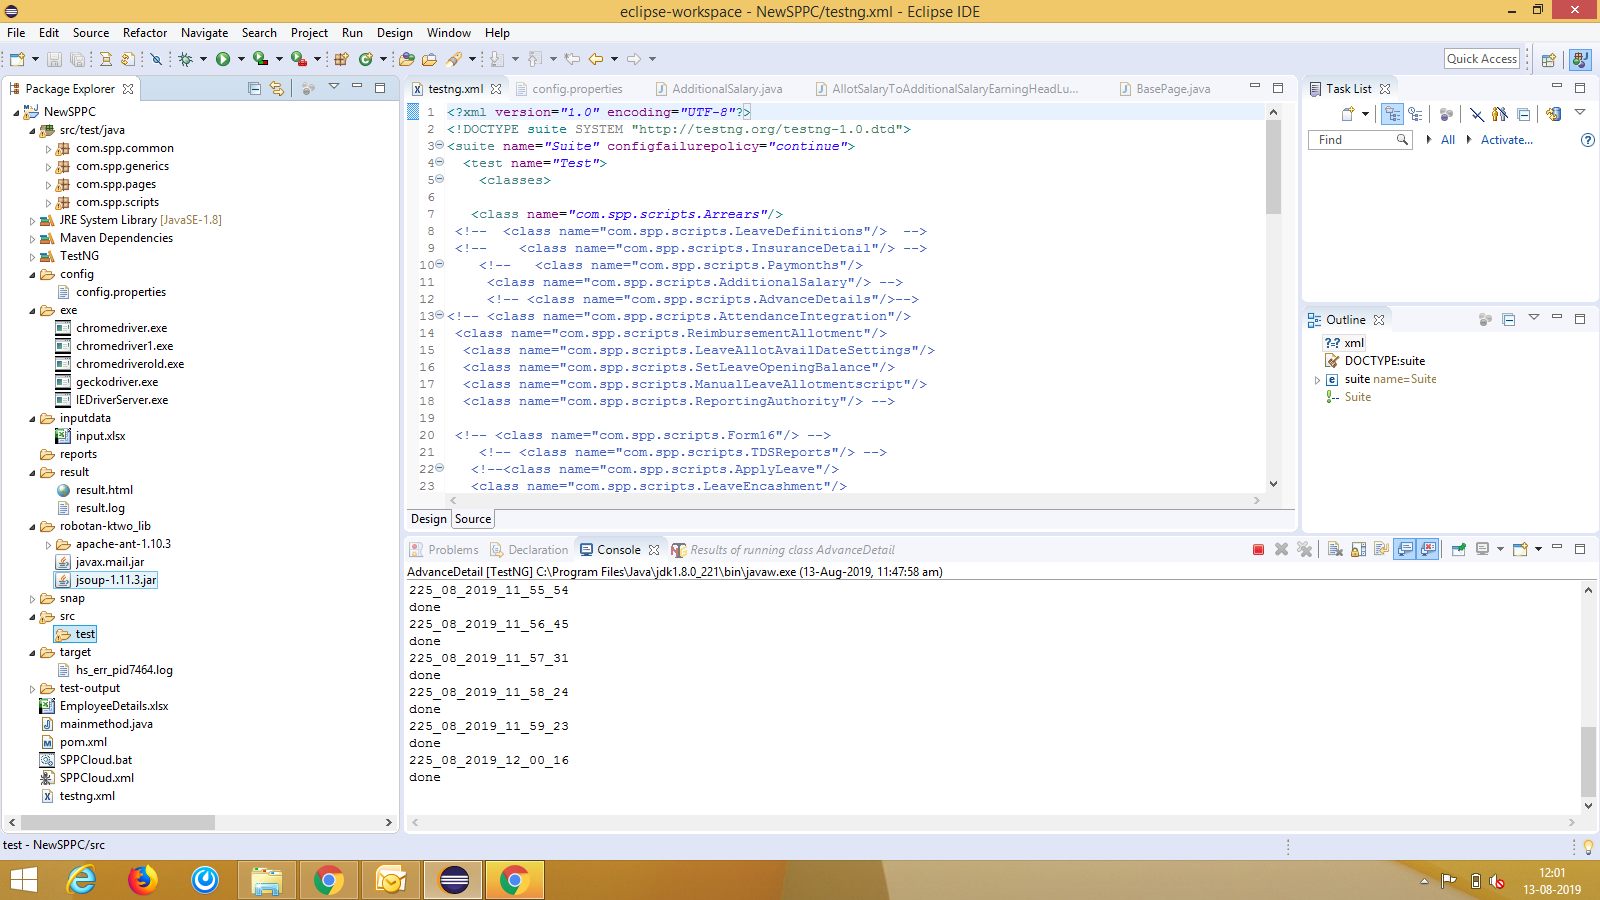 eclipse-workspace - NewSPPC/testng.xml - Eclipse IDE
File Edit Source Refactor Navigate Search Project Run Design Window Help
Quick Access
Package Explorer
NewSPPC
src/test/java
com.spp.common
com.spp.generics
com.spp.pages
com.spp.scripts
JRE System Library [JavaSE-1.8]
Maven Dependencies
TestNG
config
config.properties
exe
chromedriver.exe
chromedriver1.exe
chromedriverold.exe
geckodriver.exe
IEDriverServer.exe
inputdata
input.xlsx
reports
result
result.html
result.log
robotan-ktwo_lib
apache-ant-1.10.3
javax.mail.jar
jsoup-1.11.3.jar
snap
src
test
target
hs_err_pid7464.log
test-output
EmployeeDetails.xlsx
mainmethod.java
pom.xml
SPPCloud.bat
SPPCloud.xml
testng.xml
testng.xml config.properties AdditionalSalary.java AllotSalaryToAdditionalSalaryEarningHeadLu... BasePage.java
1 <?xml version="1.0" encoding="UTF-8"?>
2 <!DOCTYPE suite SYSTEM "http://testng.org/testng-1.0.dtd">
3 <suite name="Suite" configfailurepolicy="continue">
4 <test name="Test">
5 <classes>
6
7 <class name="com.spp.scripts.Arrears"/>
8 <!-- <class name="com.spp.scripts.LeaveDefinitions"/> -->
9 <!-- <class name="com.spp.scripts.InsuranceDetail"/> -->
10 <!-- <class name="com.spp.scripts.Paymonths"/>
11 <class name="com.spp.scripts.AdditionalSalary"/> -->
12 <!-- <class name="com.spp.scripts.AdvanceDetails"/>-->
13 <!-- <class name="com.spp.scripts.AttendanceIntegration"/>
14 <class name="com.spp.scripts.ReimbursementAllotment"/>
15 <class name="com.spp.scripts.LeaveAllotAvailDateSettings"/>
16 <class name="com.spp.scripts.SetLeaveOpeningBalance"/>
17 <class name="com.spp.scripts.ManualLeaveAllotmentscript"/>
18 <class name="com.spp.scripts.ReportingAuthority"/> -->
19
20 <!-- <class name="com.spp.scripts.Form16"/> -->
21 <!-- <class name="com.spp.scripts.TDSReports"/> -->
22 <!--<class name="com.spp.scripts.ApplyLeave"/>
23 <class name="com.spp.scripts.LeaveEncashment"/>
Design Source
Problems Declaration Console Results of running class AdvanceDetail
AdvanceDetail [TestNG] C:\Program Files\Java\jdk1.8.0_221\bin\javaw.exe (13-Aug-2019, 11:47:58 am)
225_08_2019_11_55_54
done
225_08_2019_11_56_45
done
225_08_2019_11_57_31
done
225_08_2019_11_58_24
done
225_08_2019_11_59_23
done
225_08_2019_12_00_16
done
Task List
Find All Activate...
Outline
xml
DOCTYPE:suite
suite name=Suite
Suite
test - NewSPPC/src
12:01
13-08-2019